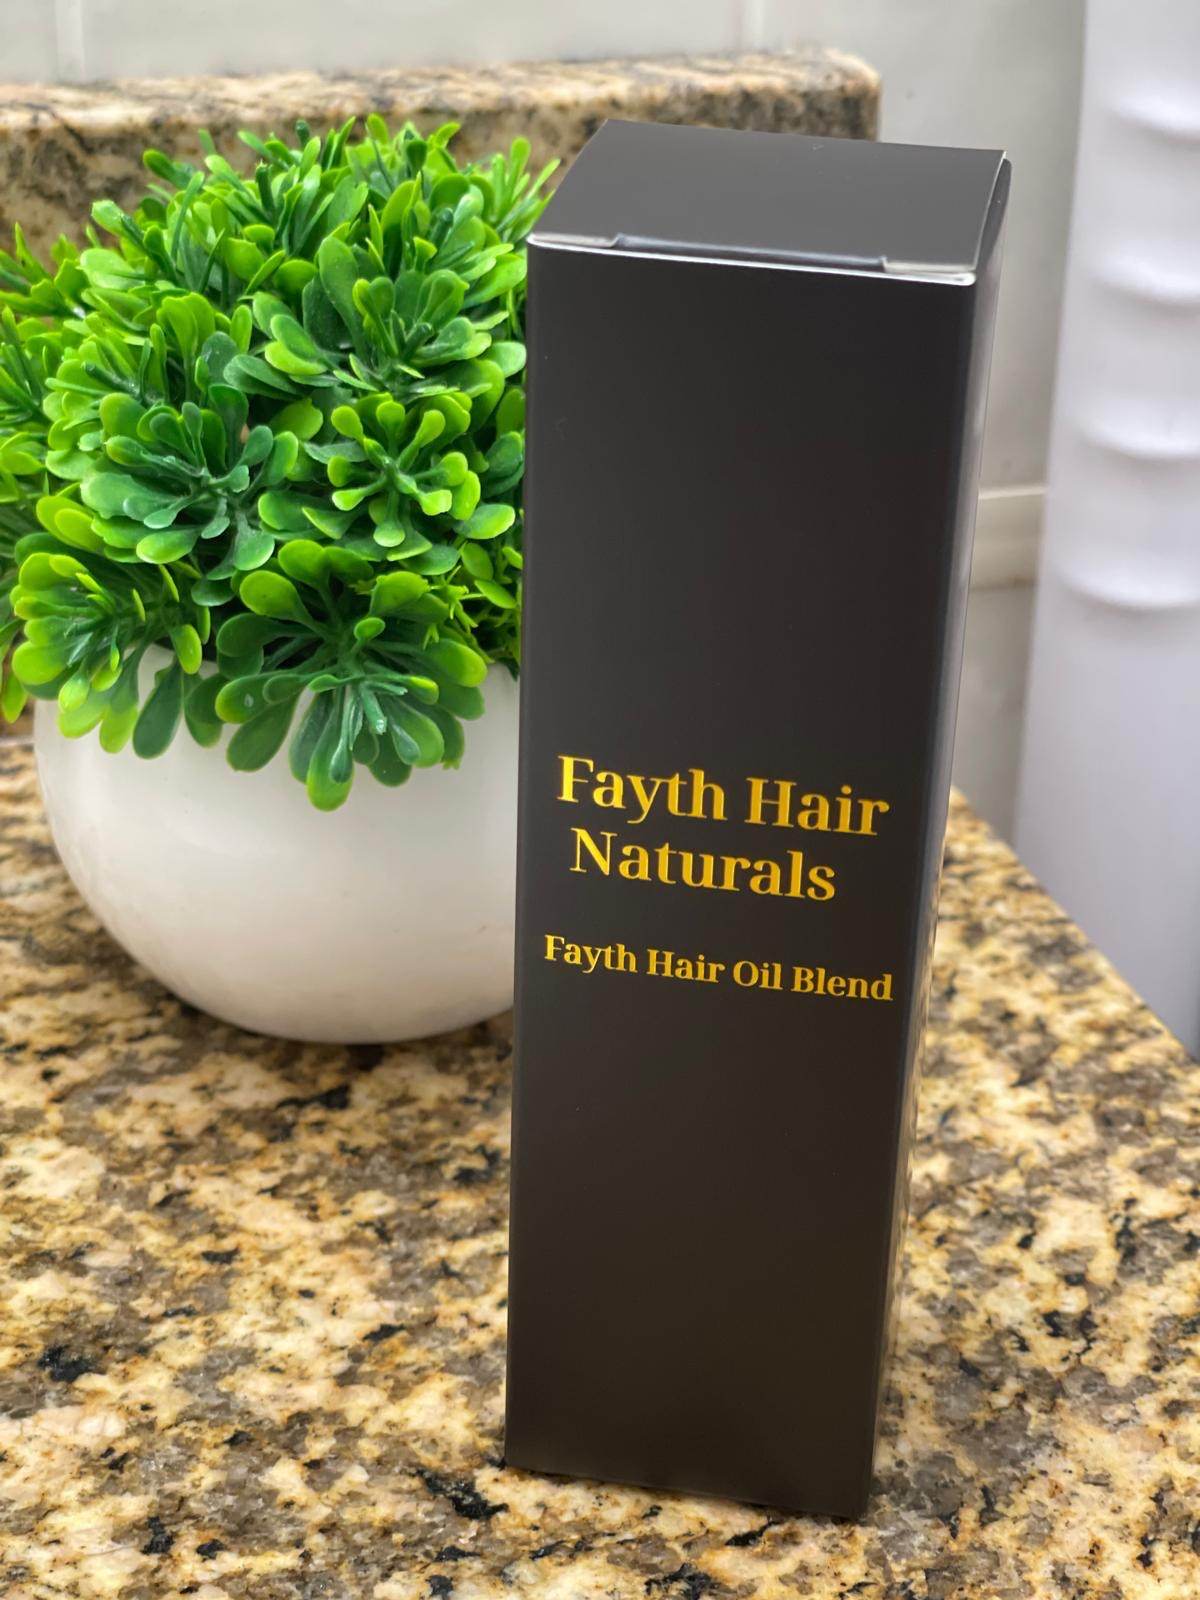 Fayth Hair
Naturals
Fayth Hair Oil Blend